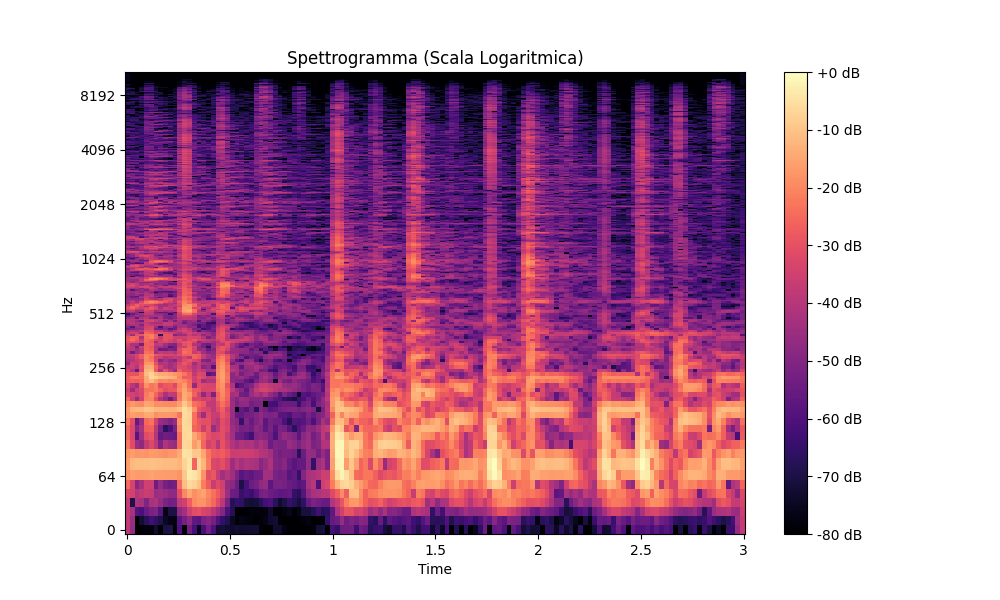 Spettrogramma (Scala Logaritmica)
Hz
8192
4096
2048
1024
512
256
128
64
0
0
0.5
1
1.5
2
2.5
3
Time
+0 dB
-10 dB
-20 dB
-30 dB
-40 dB
-50 dB
-60 dB
-70 dB
-80 dB